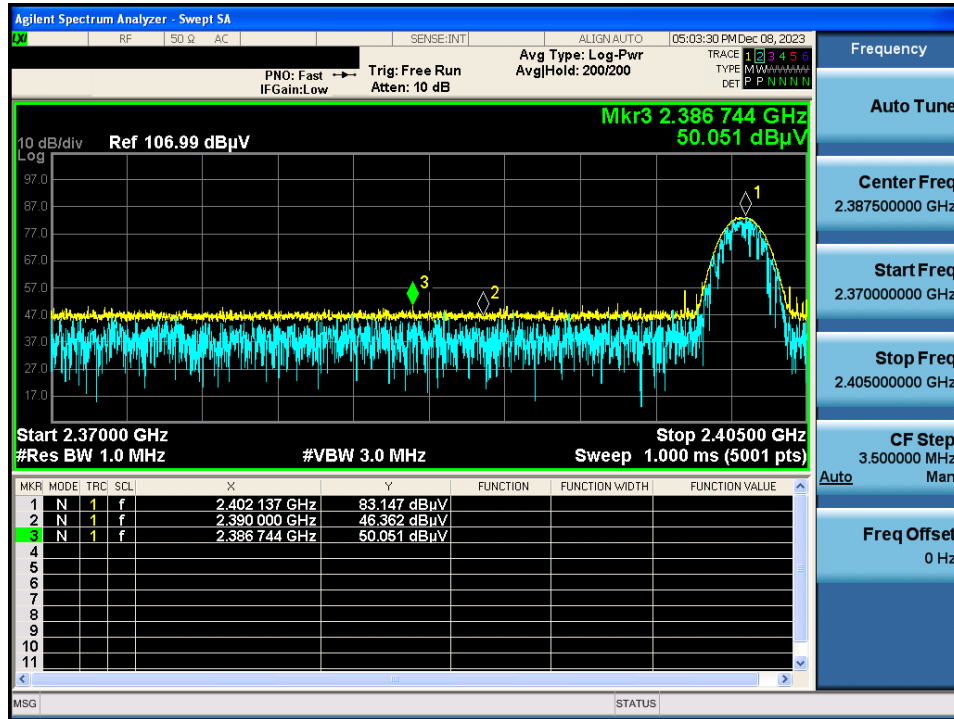 Agilent Spectrum Analyzer - Swept SA
LXI RF 50 Ω AC SENSE:INT ALIGN AUTO 05:03:30 PM Dec 08, 2023
PNO: Fast Trig: Free Run Avg Type: Log-Pwr TRACE 1 2 3 4 5 6
IFGain:Low Atten: 10 dB Avg|Hold: 200/200 TYPE M W W W W W
DET P P N N N N
Mkr3 2.386 744 GHz
50.051 dBµV
10 dB/div Ref 106.99 dBµV
Log
97.0
87.0
77.0
67.0
57.0
47.0
37.0
27.0
17.0
1
2
3
Start 2.37000 GHz Stop 2.40500 GHz
#Res BW 1.0 MHz #VBW 3.0 MHz Sweep 1.000 ms (5001 pts)
MKR MODE TRC SCL X Y FUNCTION FUNCTION WIDTH FUNCTION VALUE
1 N 1 f 2.402 137 GHz 83.147 dBµV
2 N 1 f 2.390 000 GHz 46.362 dBµV
3 N 1 f 2.386 744 GHz 50.051 dBµV
4
5
6
7
8
9
10
11
MSG STATUS
Frequency
Auto Tune
Center Freq
2.387500000 GHz
Start Freq
2.370000000 GHz
Stop Freq
2.405000000 GHz
CF Step
3.500000 MHz
Auto Man
Freq Offset
0 Hz